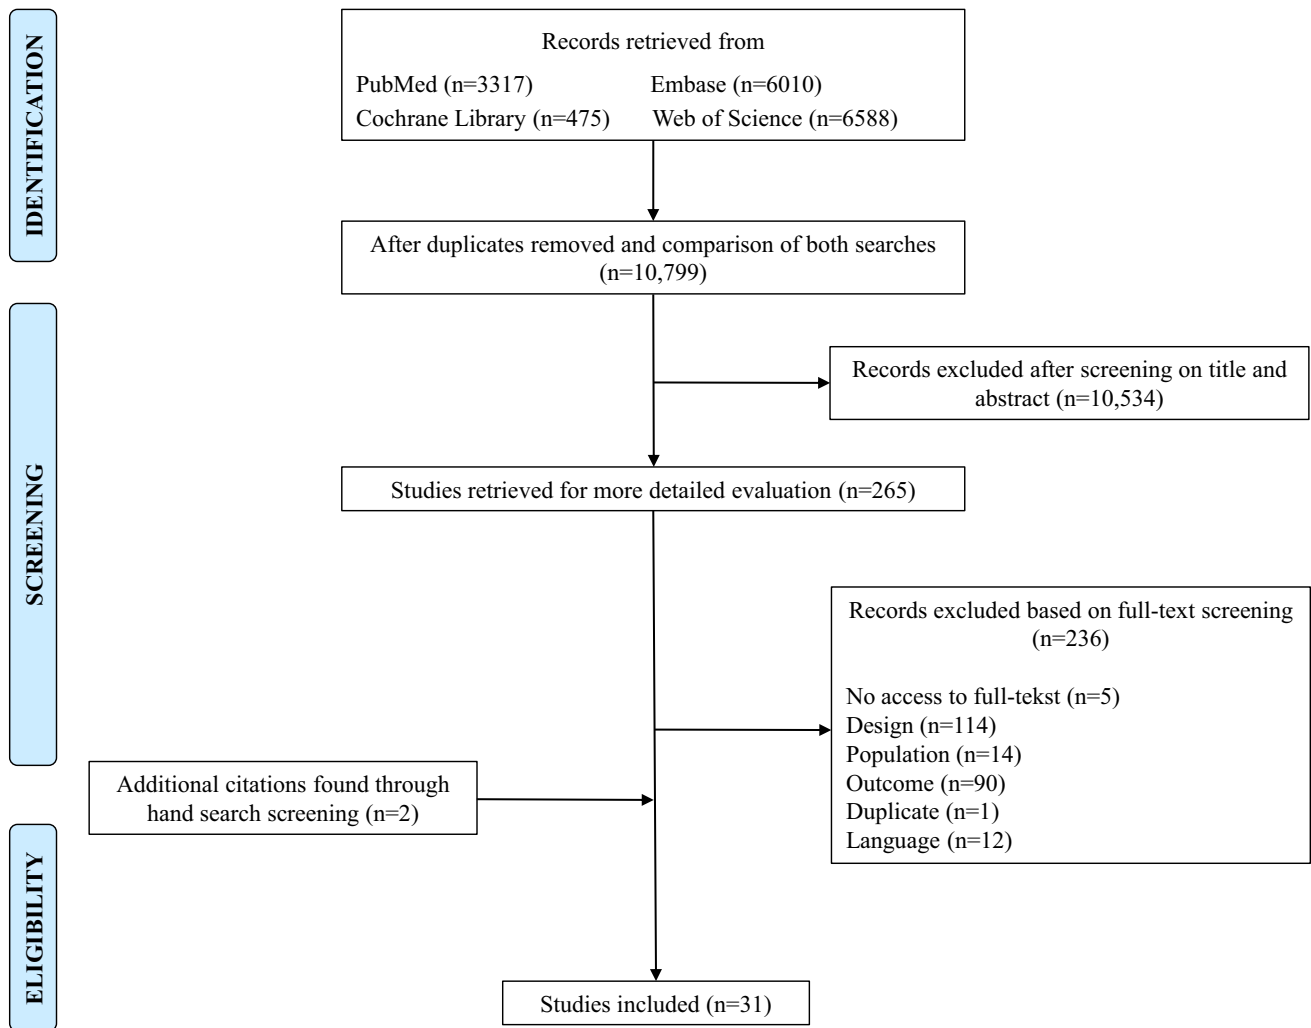 IDENTIFICATION
Records retrieved from
PubMed (n=3317) Embase (n=6010)
Cochrane Library (n=475) Web of Science (n=6588)
After duplicates removed and comparison of both searches
(n=10,799)
SCREENING
Records excluded after screening on title and
abstract (n=10,534)
Studies retrieved for more detailed evaluation (n=265)
Records excluded based on full-text screening
(n=236)
No access to full-tekst (n=5)
Design (n=114)
Population (n=14)
Outcome (n=90)
Duplicate (n=1)
Language (n=12)
Additional citations found through
hand search screening (n=2)
ELIGIBILITY
Studies included (n=31)